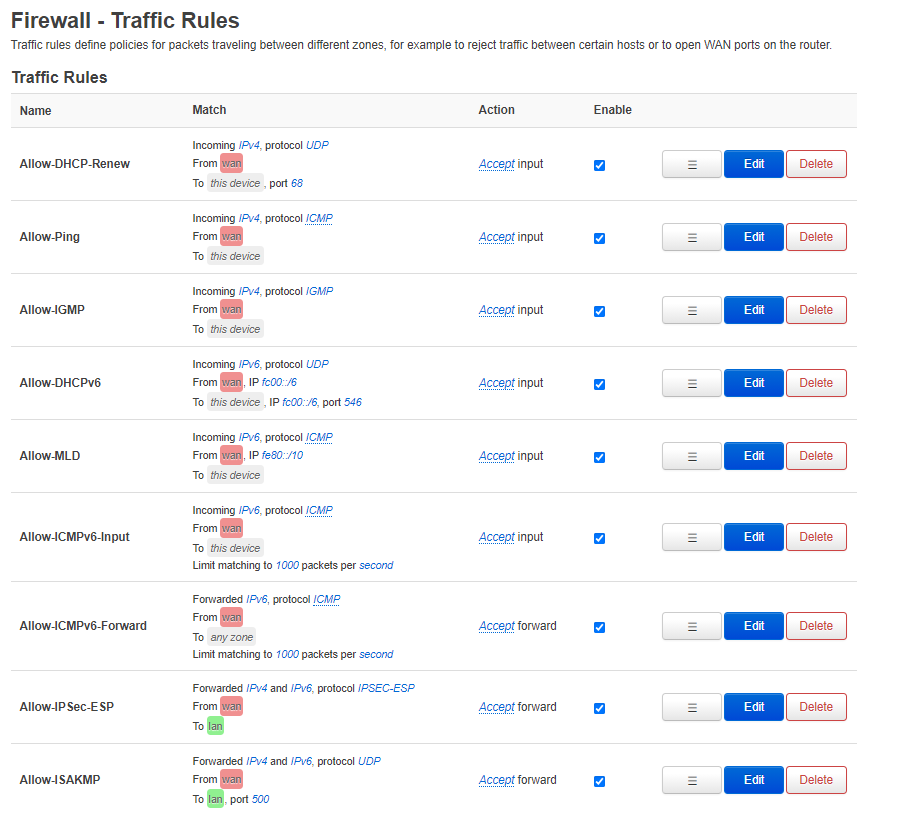 Firewall - Traffic Rules
Traffic rules define policies for packets traveling between different zones, for example to reject traffic between certain hosts or to open WAN ports on the router.
Traffic Rules
Name Match Action Enable
Incoming IPv4, protocol UDP
Allow-DHCP-Renew From wan Accept input Edit Delete
To this device , port 68
Incoming IPv4, protocol ICMP
Allow-Ping From wan Accept input Edit Delete
To this device
Incoming IPv4, protocol IGMP
Allow-IGMP From wan Accept input Edit Delete
To this device
Incoming IPv6, protocol UDP
Allow-DHCPv6 From wan, IP fc00::/6 Accept input Edit Delete
To this device , IP fc00::/6, port 546
Incoming IPv6, protocol ICMP
Allow-MLD From wan, IP fe80::/10 Accept input Edit Delete
To this device
Incoming IPv6, protocol ICMP
From wan
Allow-ICMPv6-Input Accept input Edit Delete
To this device
Limit matching to 1000 packets per second
Forwarded IPv6, protocol ICMP
From wan
Allow-ICMPv6-Forward Accept forward Edit Delete
To any zone
Limit matching to 1000 packets per second
Forwarded IPv4 and IPv6, protocol IPSEC-ESP
Allow-IPSec-ESP From wan Accept forward Edit Delete
To lan
Forwarded IPv4 and IPv6, protocol UDP
Allow-ISAKMP From wan Accept forward Edit Delete
To lan, port 500